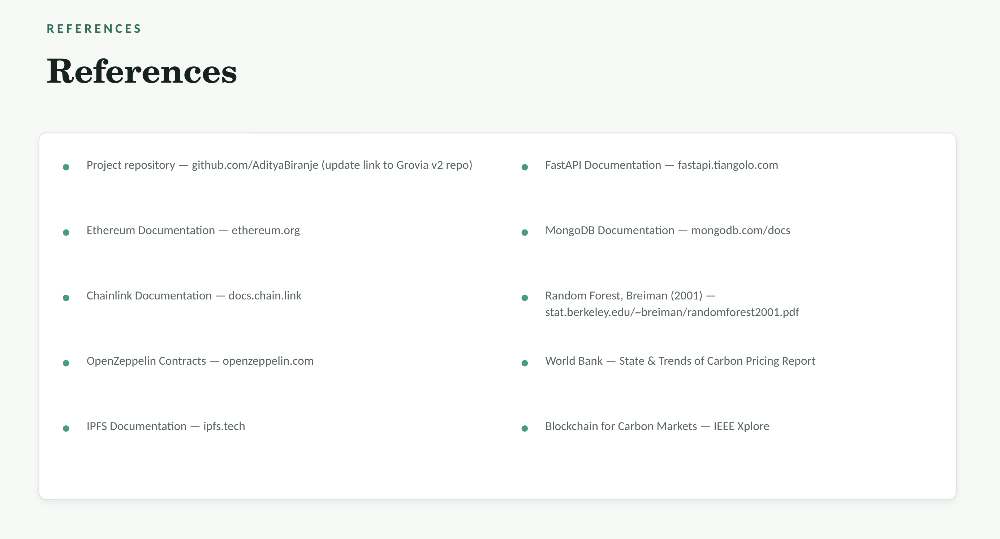 REFERENCES
References
Project repository — github.com/AdityaBiranje (update link to Grovia v2 repo)
Ethereum Documentation — ethereum.org
Chainlink Documentation — docs.chain.link
OpenZeppelin Contracts — openzeppelin.com
IPFS Documentation — ipfs.tech
FastAPI Documentation — fastapi.tiangolo.com
MongoDB Documentation — mongodb.com/docs
Random Forest, Breiman (2001) —
stat.berkeley.edu/~breiman/randomforest2001.pdf
World Bank — State & Trends of Carbon Pricing Report
Blockchain for Carbon Markets — IEEE Xplore